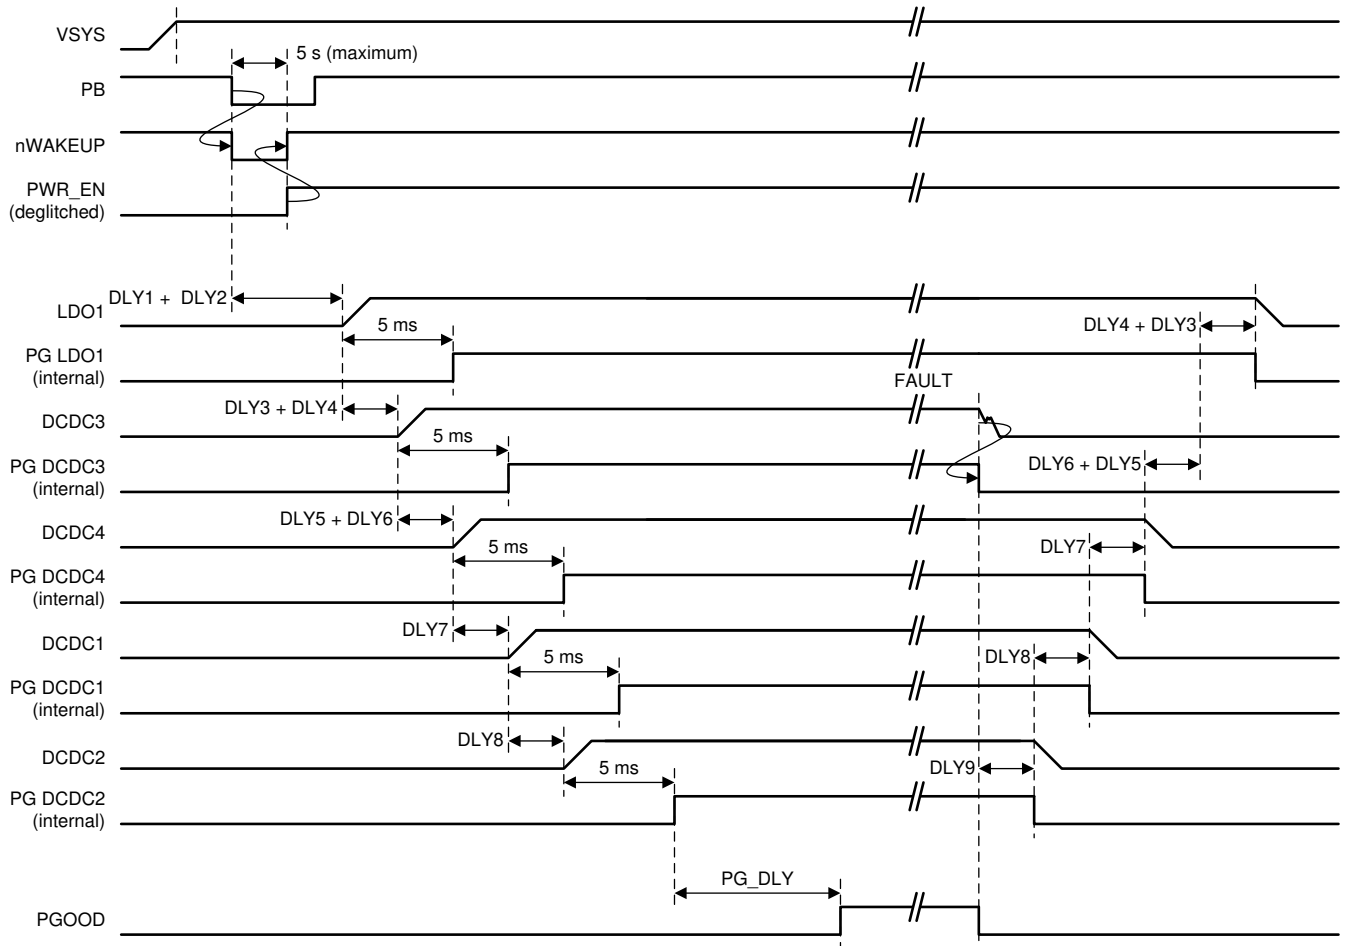 VSYS
5 s (maximum)
PB
nWAKEUP
PWR_EN
(deglitched)
DLY1 + DLY2
LDO1
5 ms
DLY4 + DLY3
PG LDO1
(internal)
FAULT
DLY3 + DLY4
DCDC3
5 ms
PG DCDC3
(internal)
DLY6 + DLY5
DLY5 + DLY6
DCDC4
5 ms
DLY7
PG DCDC4
(internal)
DLY7
DCDC1
5 ms
DLY8
PG DCDC1
(internal)
DLY8
DCDC2
5 ms
DLY9
PG DCDC2
(internal)
PG_DLY
PGOOD